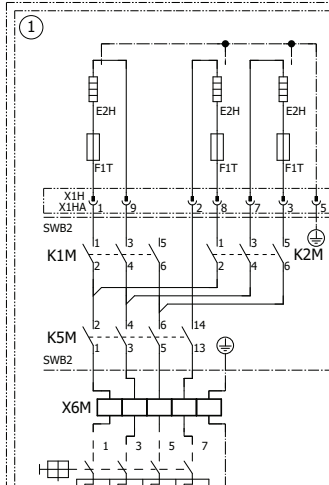 1
E2H E2H E2H
F1T F1T F1T
X1H
X1HA 1 9 2 8 7 3 5
SWB2
1 3 5 1 3 5
K1M K2M
2 4 6 2 4 6
2 4 6 14
K5M
1 3 5 13
SWB2
X6M
1 3 5 7